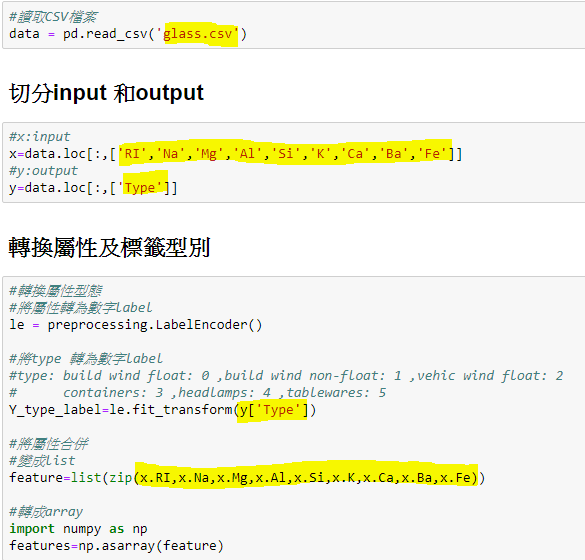 #讀取CSV檔案
data = pd.read_csv('glass.csv')
切分input 和output
#x:input
x=data.loc[:,['RI','Na','Mg','Al','Si','K','Ca','Ba','Fe']]
#y:output
y=data.loc[:,['Type']]
轉換屬性及標籤型別
#轉換屬性型態
#將屬性轉為數字label
le = preprocessing.LabelEncoder()
#將type 轉為數字label
#type: build wind float: 0 ,build wind non-float: 1 ,vehic wind float: 2
#      containers: 3 ,headlamps: 4 ,tablewares: 5
Y_type_label=le.fit_transform(y['Type'])
#將屬性合併
#變成list
feature=list(zip(x.RI,x.Na,x.Mg,x.Al,x.Si,x.K,x.Ca,x.Ba,x.Fe))
#轉成array
import numpy as np
features=np.asarray(feature)